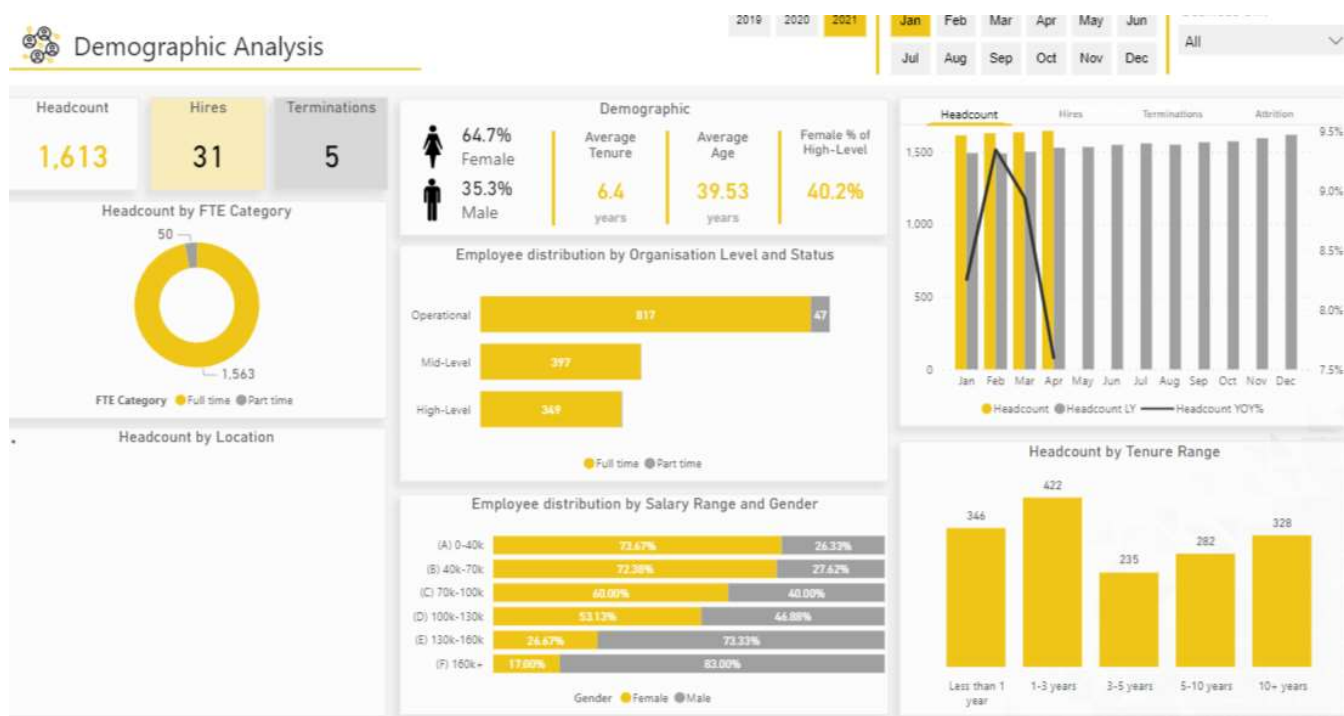 2019 2020 2021
Jan Feb Mar Apr May Jun
Jul Aug Sep Oct Nov Dec
All
Demographic Analysis
Headcount
1,613
Hires
31
Terminations
5
Headcount by FTE Category
50
1,563
FTE Category Full time Part time
Headcount by Location
Demographic
64.7%
Female
35.3%
Male
Average
Tenure
6.4
years
Average
Age
39.53
years
Female % of
High-Level
40.2%
Employee distribution by Organisation Level and Status
Operational 817 47
Mid-Level 397
High-Level 349
Full time Part time
Employee distribution by Salary Range and Gender
(A) 0-40k 73.67% 26.33%
(B) 40k-70k 72.38% 27.62%
(C) 70k-100k 60.00% 40.00%
(D) 100k-130k 53.13% 46.88%
(E) 130k-160k 26.67% 73.33%
(F) 160k+ 17.00% 83.00%
Gender Female Male
Headcount Hires Terminations Attrition
1,500
1,000
500
0
9.5%
9.0%
8.5%
8.0%
7.5%
Jan Feb Mar Apr May Jun Jul Aug Sep Oct Nov Dec
Headcount Headcount LY Headcount YOY%
Headcount by Tenure Range
346
422
235
282
328
Less than 1
year
1-3 years
3-5 years
5-10 years
10+ years